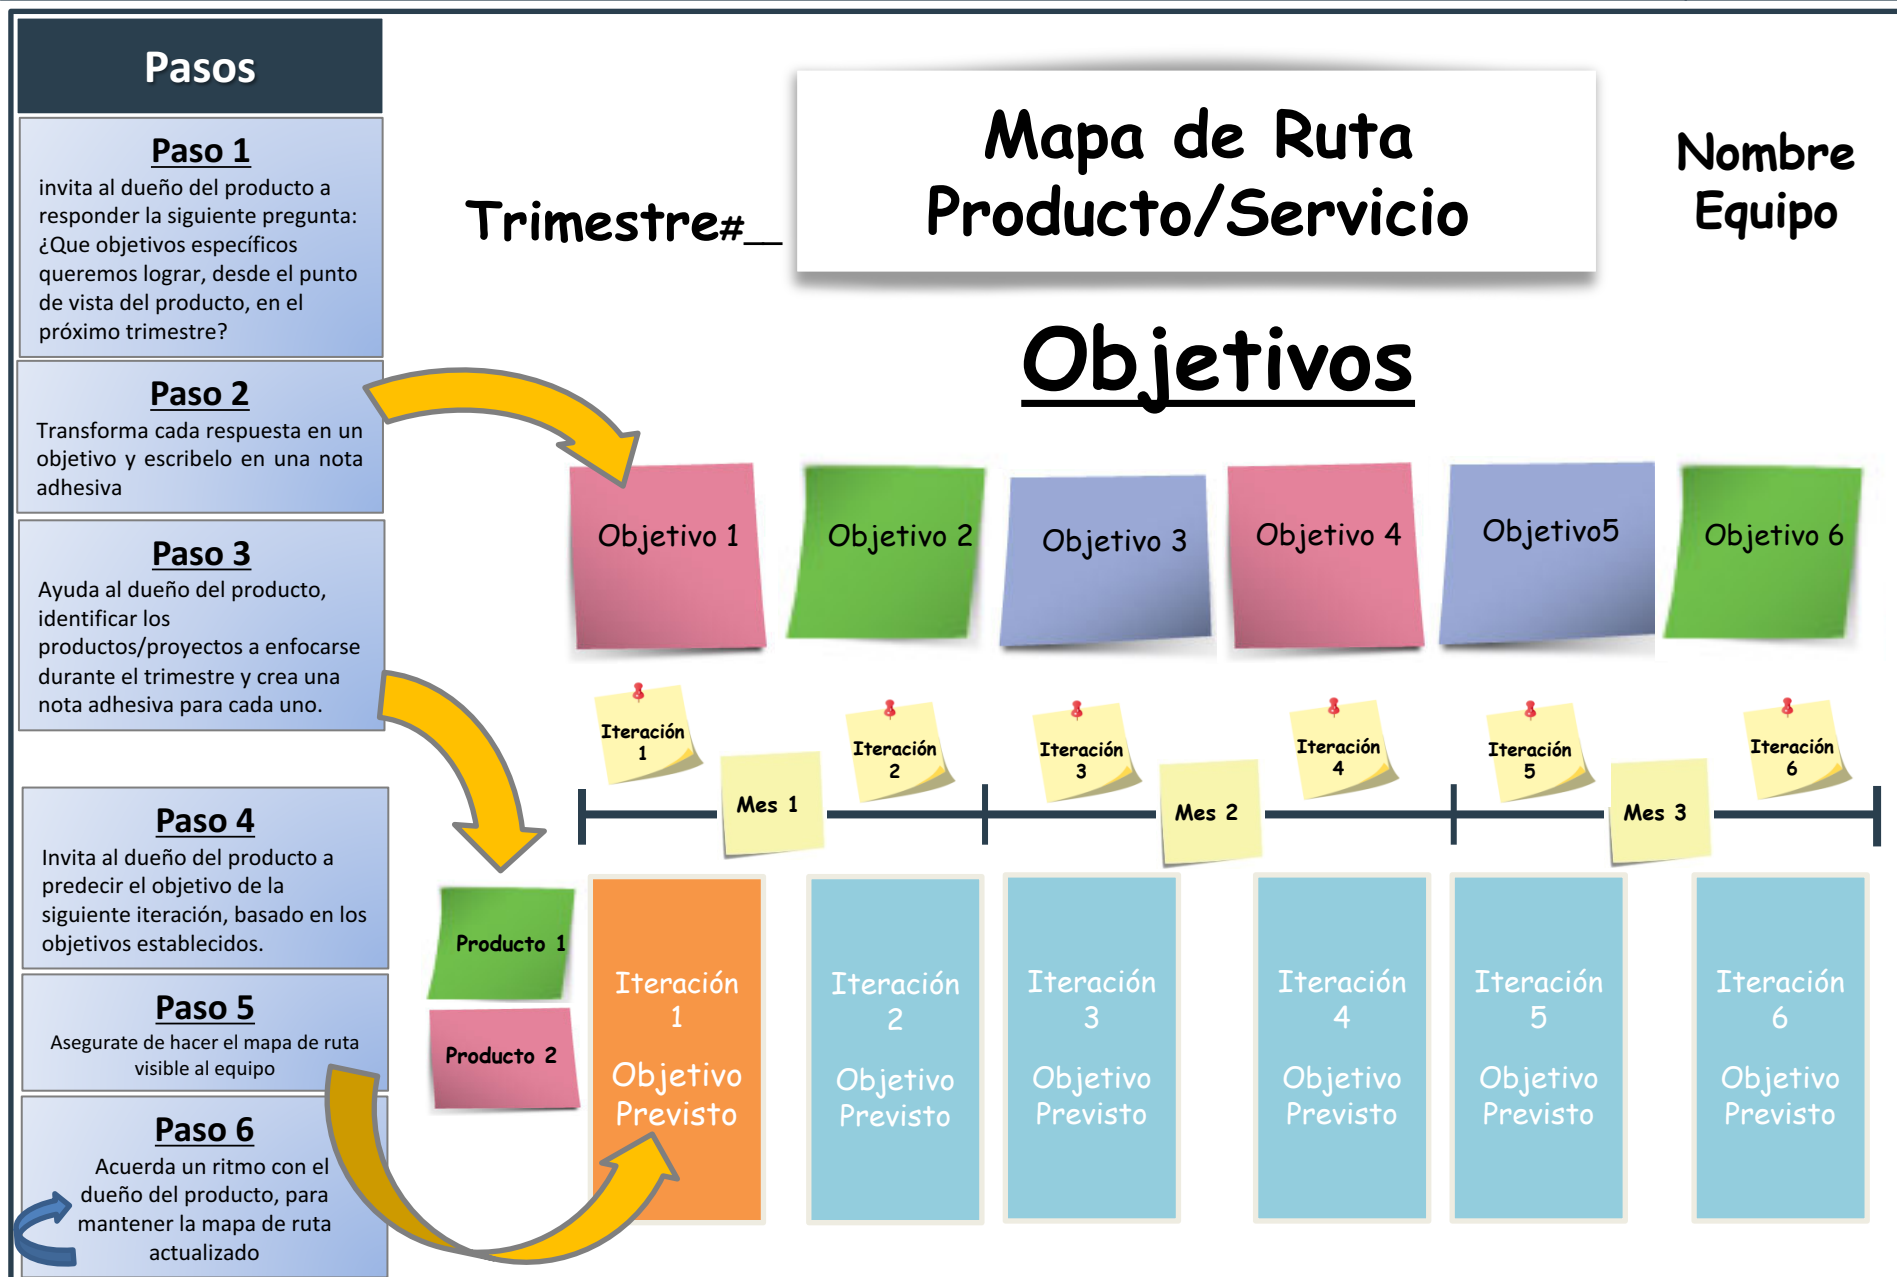 Pasos
Paso 1
invita al dueño del producto a
responder la siguiente pregunta:
¿Que objetivos específicos
queremos lograr, desde el punto
de vista del producto, en el
próximo trimestre?
Paso 2
Transforma cada respuesta en un
objetivo y escribelo en una nota
adhesiva
Paso 3
Ayuda al dueño del producto,
identificar los
productos/proyectos a enfocarse
durante el trimestre y crea una
nota adhesiva para cada uno.
Paso 4
Invita al dueño del producto a
predecir el objetivo de la
siguiente iteración, basado en los
objetivos establecidos.
Paso 5
Asegurate de hacer el mapa de ruta
visible al equipo
Paso 6
Acuerda un ritmo con el
dueño del producto, para
mantener la mapa de ruta
actualizado
Trimestre#__
Mapa de Ruta
Producto/Servicio
Nombre
Equipo
Objetivos
Objetivo 1
Objetivo 2
Objetivo 3
Objetivo 4
Objetivo5
Objetivo 6
Iteración
1
Iteración
2
Iteración
3
Iteración
4
Iteración
5
Iteración
6
Mes 1
Mes 2
Mes 3
Producto 1
Producto 2
Iteración
1
Objetivo
Previsto
Iteración
2
Objetivo
Previsto
Iteración
3
Objetivo
Previsto
Iteración
4
Objetivo
Previsto
Iteración
5
Objetivo
Previsto
Iteración
6
Objetivo
Previsto